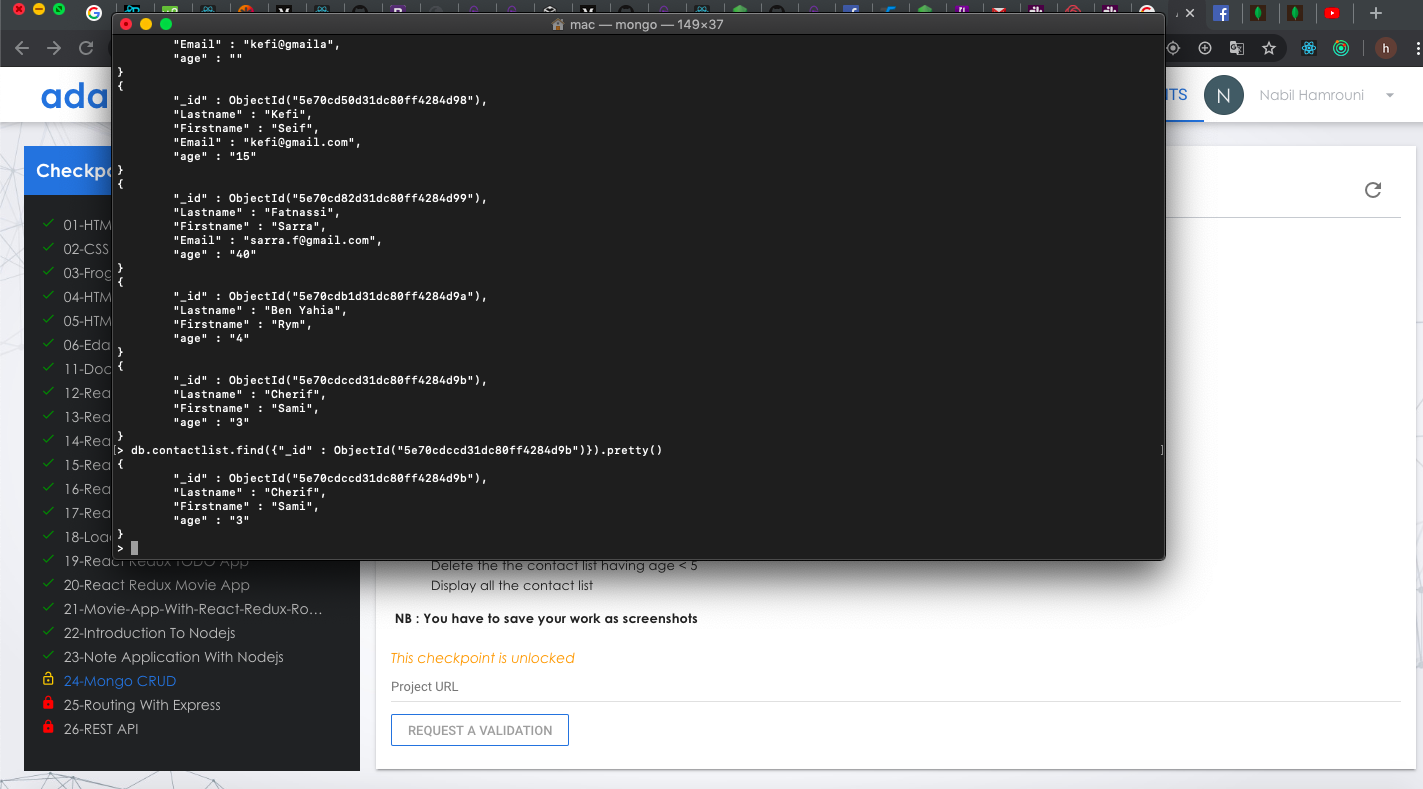 mac — mongo — 149×37
"Email" : "kefi@gmaila",
"age" : ""
}
{
"_id" : ObjectId("5e70cd50d31dc80ff4284d98"),
"Lastname" : "Kefi",
"Firstname" : "Seif",
"Email" : "kefi@gmail.com",
"age" : "15"
}
{
"_id" : ObjectId("5e70cd82d31dc80ff4284d99"),
"Lastname" : "Fatnassi",
"Firstname" : "Sarra",
"Email" : "sarra.f@gmail.com",
"age" : "40"
}
{
"_id" : ObjectId("5e70cdb1d31dc80ff4284d9a"),
"Lastname" : "Ben Yahia",
"Firstname" : "Rym",
"age" : "4"
}
{
"_id" : ObjectId("5e70cdccd31dc80ff4284d9b"),
"Lastname" : "Cherif",
"Firstname" : "Sami",
"age" : "3"
}
[> db.contactlist.find({"_id" : ObjectId("5e70cdccd31dc80ff4284d9b")}).pretty() ]
{
"_id" : ObjectId("5e70cdccd31dc80ff4284d9b"),
"Lastname" : "Cherif",
"Firstname" : "Sami",
"age" : "3"
}
>
h
ada
NTS
N
Nabil Hamrouni
Checkpo
01-HTM
02-CSS
03-Frog
04-HTM
05-HTM
06-Eda
11-Doc
12-Rea
13-Rea
14-Rea
15-Rea
16-Rea
17-Rea
18-Loa
19-React Redux TODO App
20-React Redux Movie App
21-Movie-App-With-React-Redux-Ro...
22-Introduction To Nodejs
23-Note Application With Nodejs
24-Mongo CRUD
25-Routing With Express
26-REST API
Delete the the contact list having age < 5
Display all the contact list
NB : You have to save your work as screenshots
This checkpoint is unlocked
Project URL
REQUEST A VALIDATION